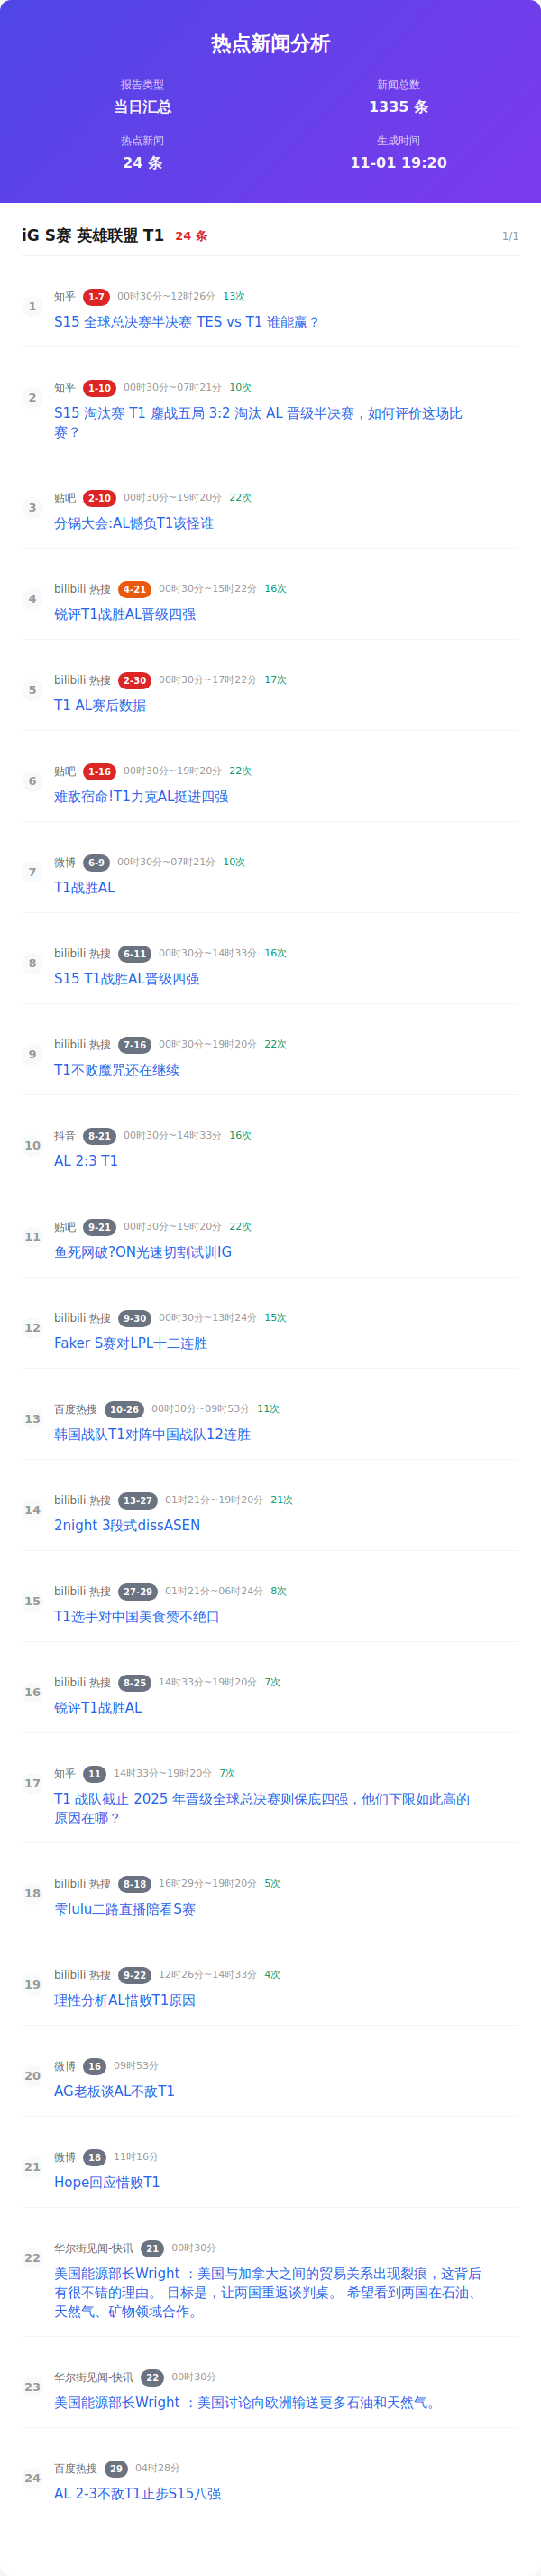 热点新闻分析
报告类型
当日汇总
新闻总数
1335 条
热点新闻
24 条
生成时间
11-01 19:20
iG S赛 英雄联盟 T1 24 条 1/1
1
知乎 1-7 00时30分~12时26分 13次
S15 全球总决赛半决赛 TES vs T1 谁能赢？
2
知乎 1-10 00时30分~07时21分 10次
S15 淘汰赛 T1 鏖战五局 3:2 淘汰 AL 晋级半决赛，如何评价这场比
赛？
3
贴吧 2-10 00时30分~19时20分 22次
分锅大会:AL憾负T1该怪谁
4
bilibili 热搜 4-21 00时30分~15时22分 16次
锐评T1战胜AL晋级四强
5
bilibili 热搜 2-30 00时30分~17时22分 17次
T1 AL赛后数据
6
贴吧 1-16 00时30分~19时20分 22次
难敌宿命!T1力克AL挺进四强
7
微博 6-9 00时30分~07时21分 10次
T1战胜AL
8
bilibili 热搜 6-11 00时30分~14时33分 16次
S15 T1战胜AL晋级四强
9
bilibili 热搜 7-16 00时30分~19时20分 22次
T1不败魔咒还在继续
10
抖音 8-21 00时30分~14时33分 16次
AL 2:3 T1
11
贴吧 9-21 00时30分~19时20分 22次
鱼死网破?ON光速切割试训IG
12
bilibili 热搜 9-30 00时30分~13时24分 15次
Faker S赛对LPL十二连胜
13
百度热搜 10-26 00时30分~09时53分 11次
韩国战队T1对阵中国战队12连胜
14
bilibili 热搜 13-27 01时21分~19时20分 21次
2night 3段式dissASEN
15
bilibili 热搜 27-29 01时21分~06时24分 8次
T1选手对中国美食赞不绝口
16
bilibili 热搜 8-25 14时33分~19时20分 7次
锐评T1战胜AL
17
知乎 11 14时33分~19时20分 7次
T1 战队截止 2025 年晋级全球总决赛则保底四强，他们下限如此高的
原因在哪？
18
bilibili 热搜 8-18 16时29分~19时20分 5次
雫lulu二路直播陪看S赛
19
bilibili 热搜 9-22 12时26分~14时33分 4次
理性分析AL惜败T1原因
20
微博 16 09时53分
AG老板谈AL不敌T1
21
微博 18 11时16分
Hope回应惜败T1
22
华尔街见闻-快讯 21 00时30分
美国能源部长Wright ：美国与加拿大之间的贸易关系出现裂痕，这背后
有很不错的理由。 目标是，让两国重返谈判桌。 希望看到两国在石油、
天然气、矿物领域合作。
23
华尔街见闻-快讯 22 00时30分
美国能源部长Wright ：美国讨论向欧洲输送更多石油和天然气。
24
百度热搜 29 04时28分
AL 2-3不敌T1止步S15八强